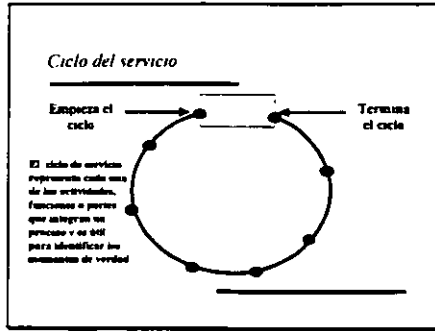 Ciclo del servicio
Empieza el
ciclo
Termina
el ciclo
El ciclo de servicio
representa cada una
de las actividades,
funciones o partes
que integran un
proceso y es útil
para identificar los
momentos de verdad